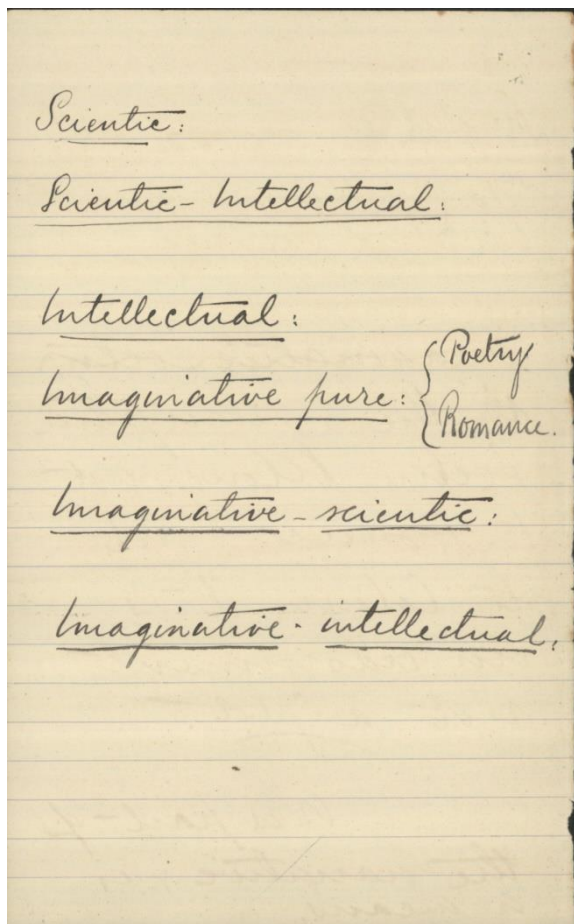 Scientic:
Scientic - Intellectual:
Intellectual:
Imaginative pure: { Poetry
Romance.
Imaginative - scientic:
Imaginative - intellectual.